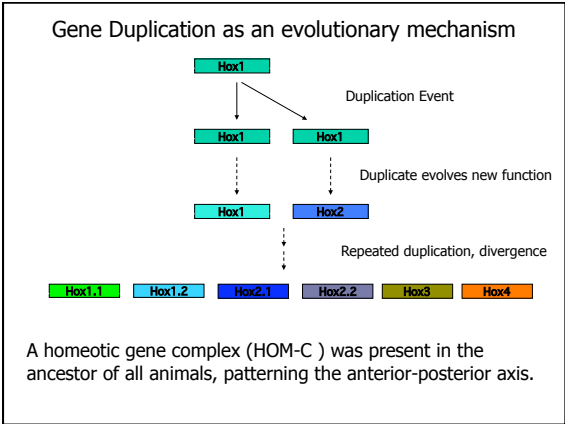 Gene Duplication as an evolutionary mechanism
Hox1
Duplication Event
Hox1 Hox1
Duplicate evolves new function
Hox1 Hox2
Repeated duplication, divergence
Hox1.1 Hox1.2 Hox2.1 Hox2.2 Hox3 Hox4
A homeotic gene complex (HOM-C ) was present in the
ancestor of all animals, patterning the anterior-posterior axis.